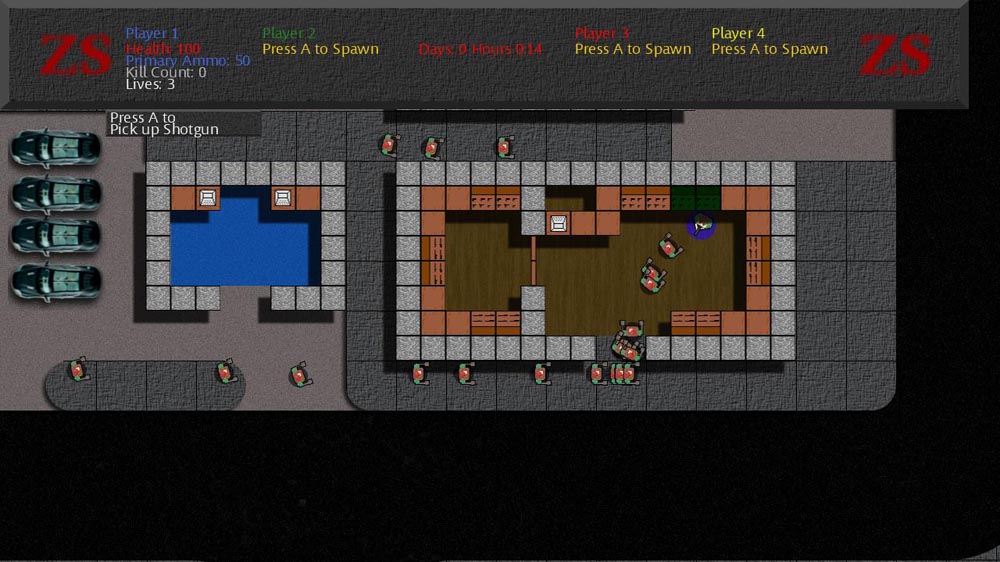 ZS
Player 1
Health: 100
Primary Ammo: 50
Kill Count: 0
Lives: 3
Player 2
Press A to Spawn
Days: 0 Hours 0:14
Player 3
Press A to Spawn
Player 4
Press A to Spawn
ZS
Press A to
Pick up Shotgun